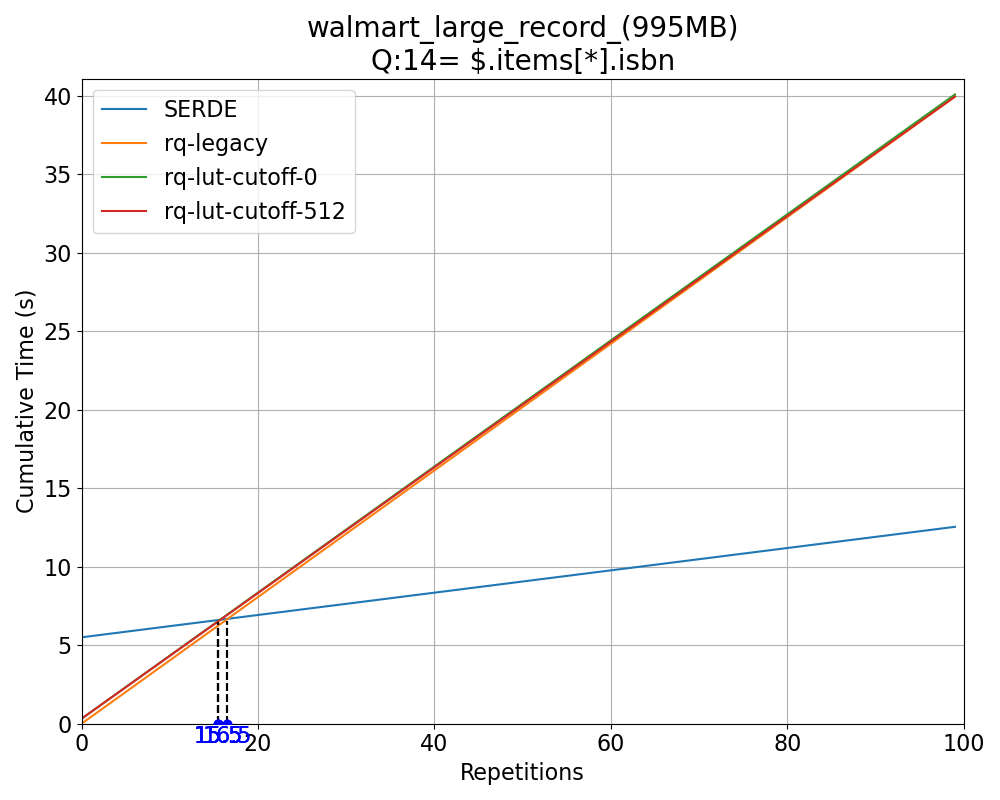 walmart_large_record_(995MB)
Q:14= $.items[*].isbn
SERDE
rq-legacy
rq-lut-cutoff-0
rq-lut-cutoff-512
40
35
30
25
20
15
10
5
0
Cumulative Time (s)
0
20
40
60
80
100
Repetitions